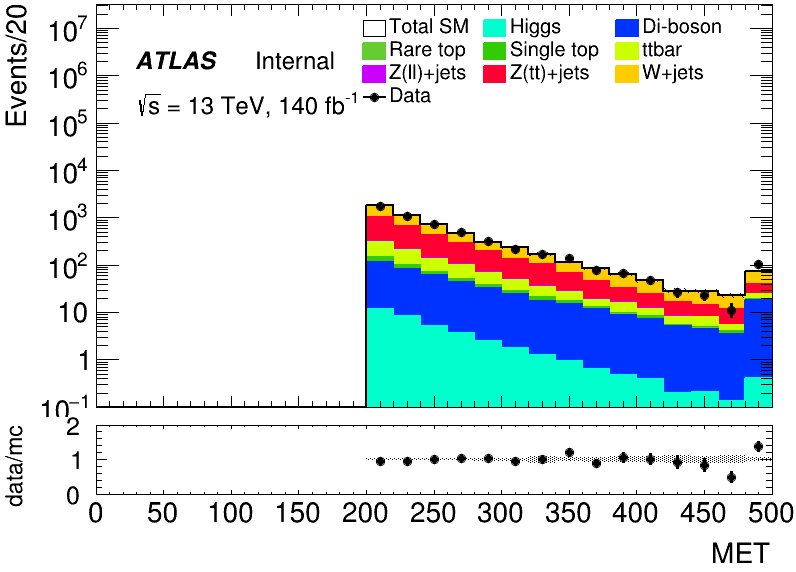 Events/20
10⁷
10⁶
10⁵
10⁴
10³
10²
10
1
10⁻¹
ATLAS Internal
√s = 13 TeV, 140 fb⁻¹
Total SM Higgs Di-boson
Rare top Single top ttbar
Z(ll)+jets Z(tt)+jets W+jets
Data
data/mc
2
1
0
0 50 100 150 200 250 300 350 400 450 500
MET